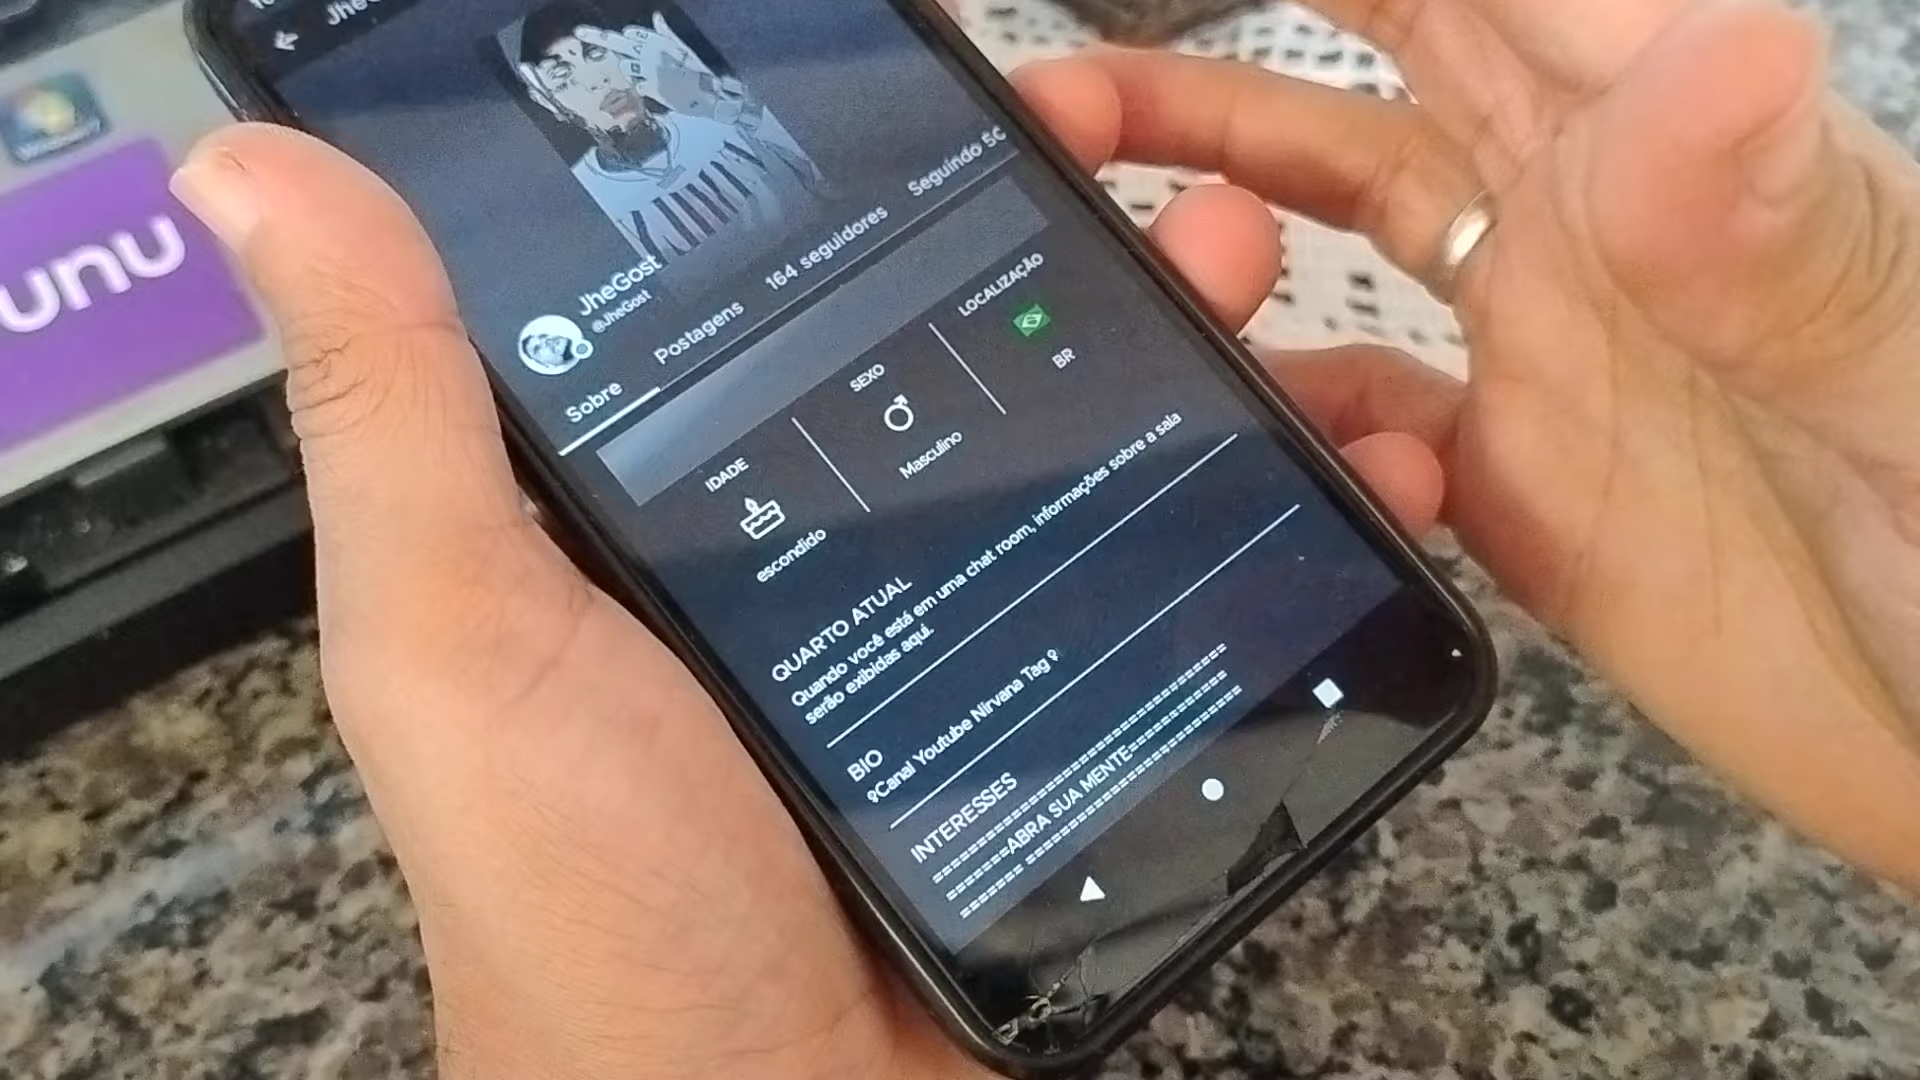 unu
JheGost
@JheGost
Sobre
Postagens
164 seguidores
Seguindo
IDADE
escondido
SEXO
Masculino
LOCALIZAÇÃO
BR
QUARTO ATUAL
Quando você está em uma chat room, informações sobre a sala
serão exibidas aqui.
BIO
♀Canal Youtube Nirvana Tag♀
INTERESSES
ABRA SUA MENTE